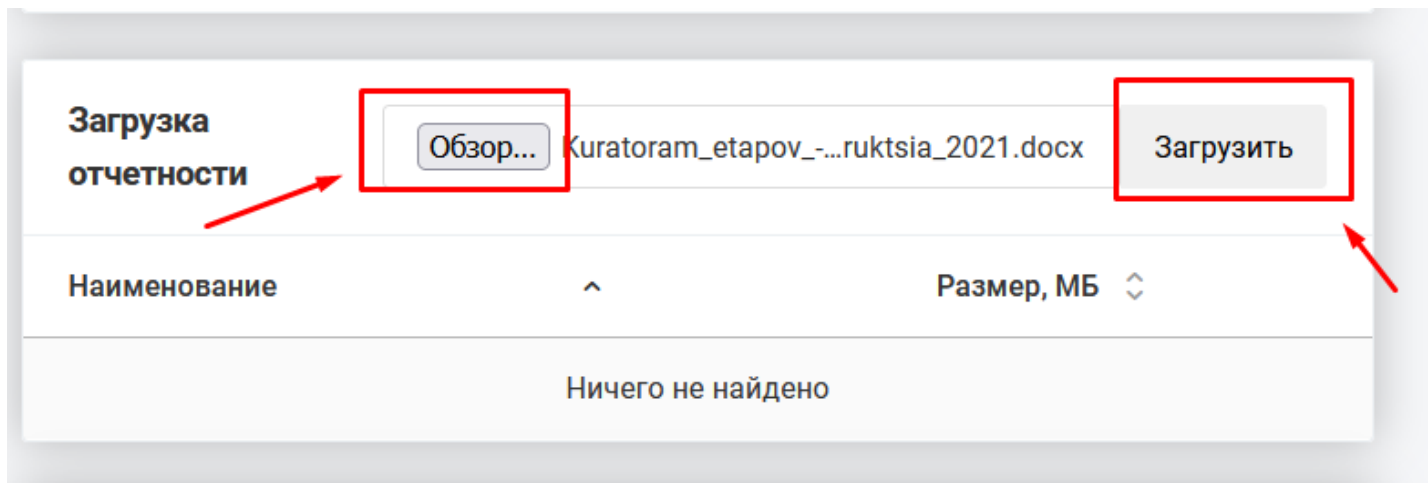 Загрузка
отчетности
Обзор... Kuratoram_etapov_-...ruktsia_2021.docx Загрузить
Наименование Размер, МБ
Ничего не найдено